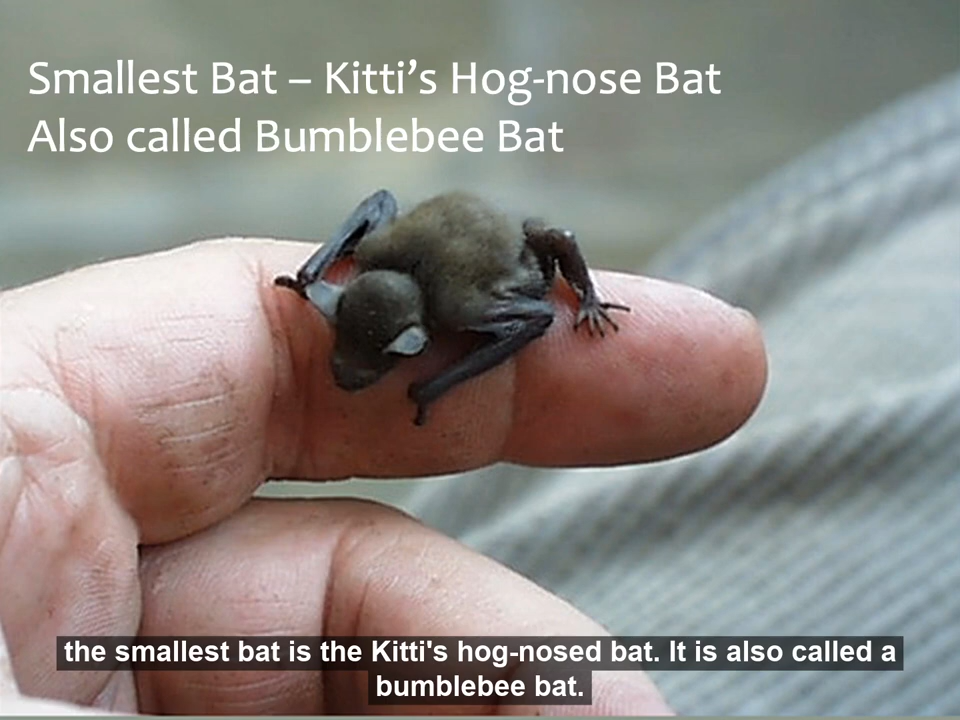 Smallest Bat – Kitti’s Hog-nose Bat
Also called Bumblebee Bat
the smallest bat is the Kitti's hog-nosed bat. It is also called a
bumblebee bat.